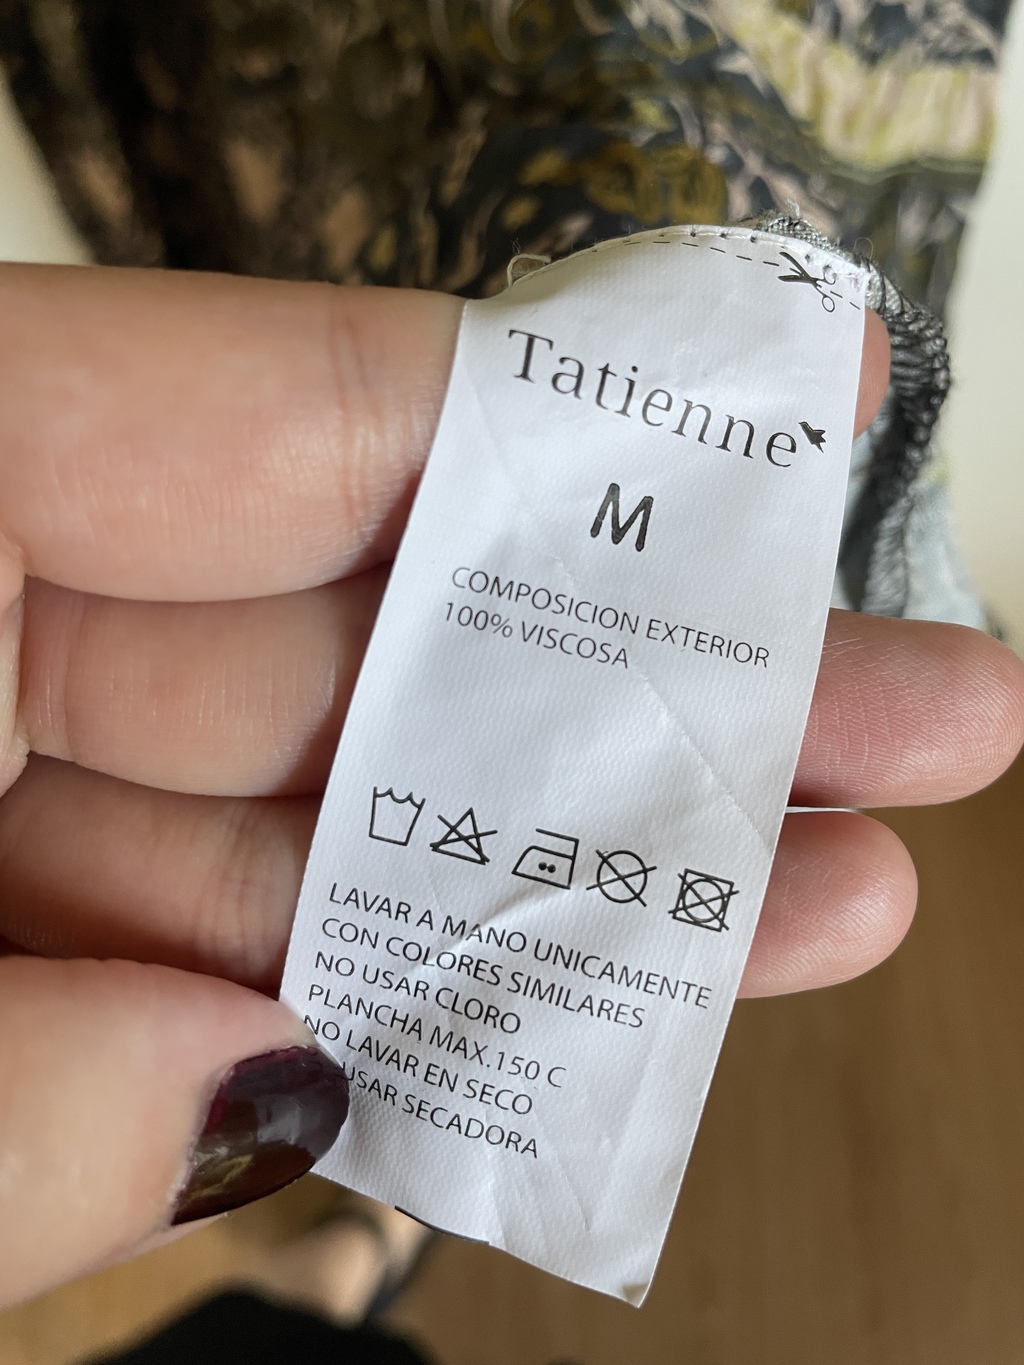 Tatienne
M
COMPOSICION EXTERIOR
100% VISCOSA
LAVAR A MANO UNICAMENTE
CON COLORES SIMILARES
NO USAR CLORO
PLANCHA MAX.150 C
NO LAVAR EN SECO
USAR SECADORA